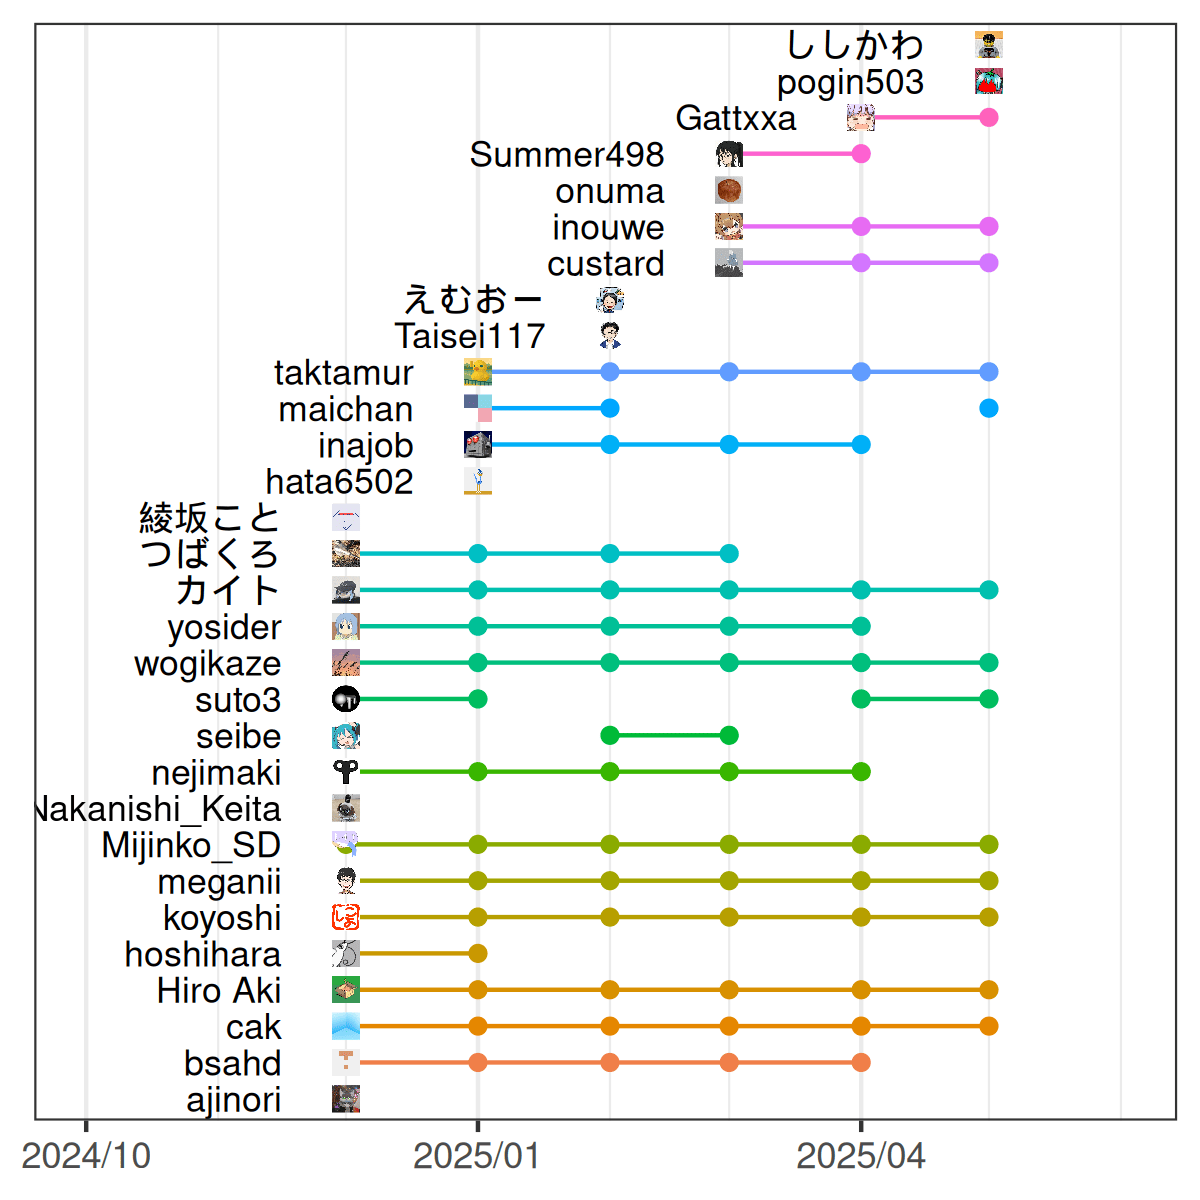 ししかわ
pogin503
Gattxxa
Summer498
onuma
inouwe
custard
えむおー
Taisei117
taktamur
maichan
inajob
hata6502
綾坂こと
つばくろ
カイト
yosider
wogikaze
suto3
seibe
nejimaki
Nakanishi_Keita
Mijinko_SD
meganii
koyoshi
hoshihara
Hiro Aki
cak
bsahd
ajinori
2024/10 2025/01 2025/04